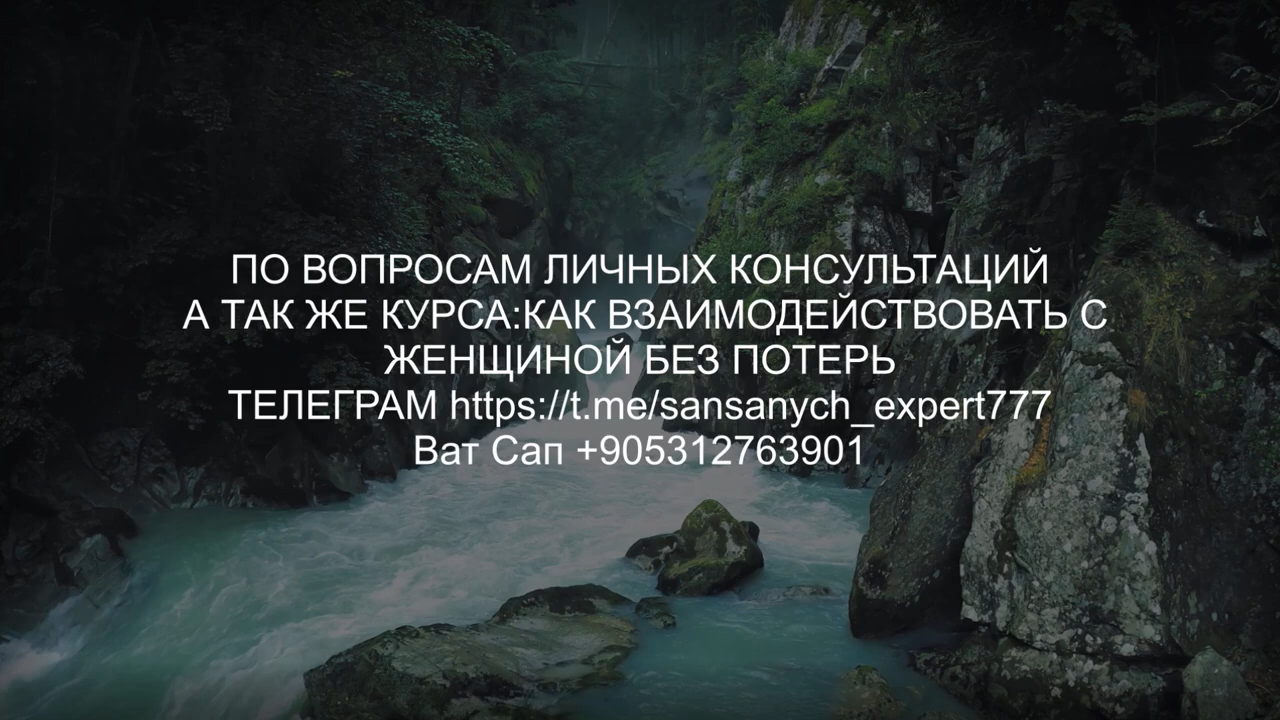 ПО ВОПРОСАМ ЛИЧНЫХ КОНСУЛЬТАЦИЙ
А ТАК ЖЕ КУРСА:КАК ВЗАИМОДЕЙСТВОВАТЬ С
ЖЕНЩИНОЙ БЕЗ ПОТЕРЬ
ТЕЛЕГРАМ https://t.me/sansanych_expert777
Ват Сап +905312763901